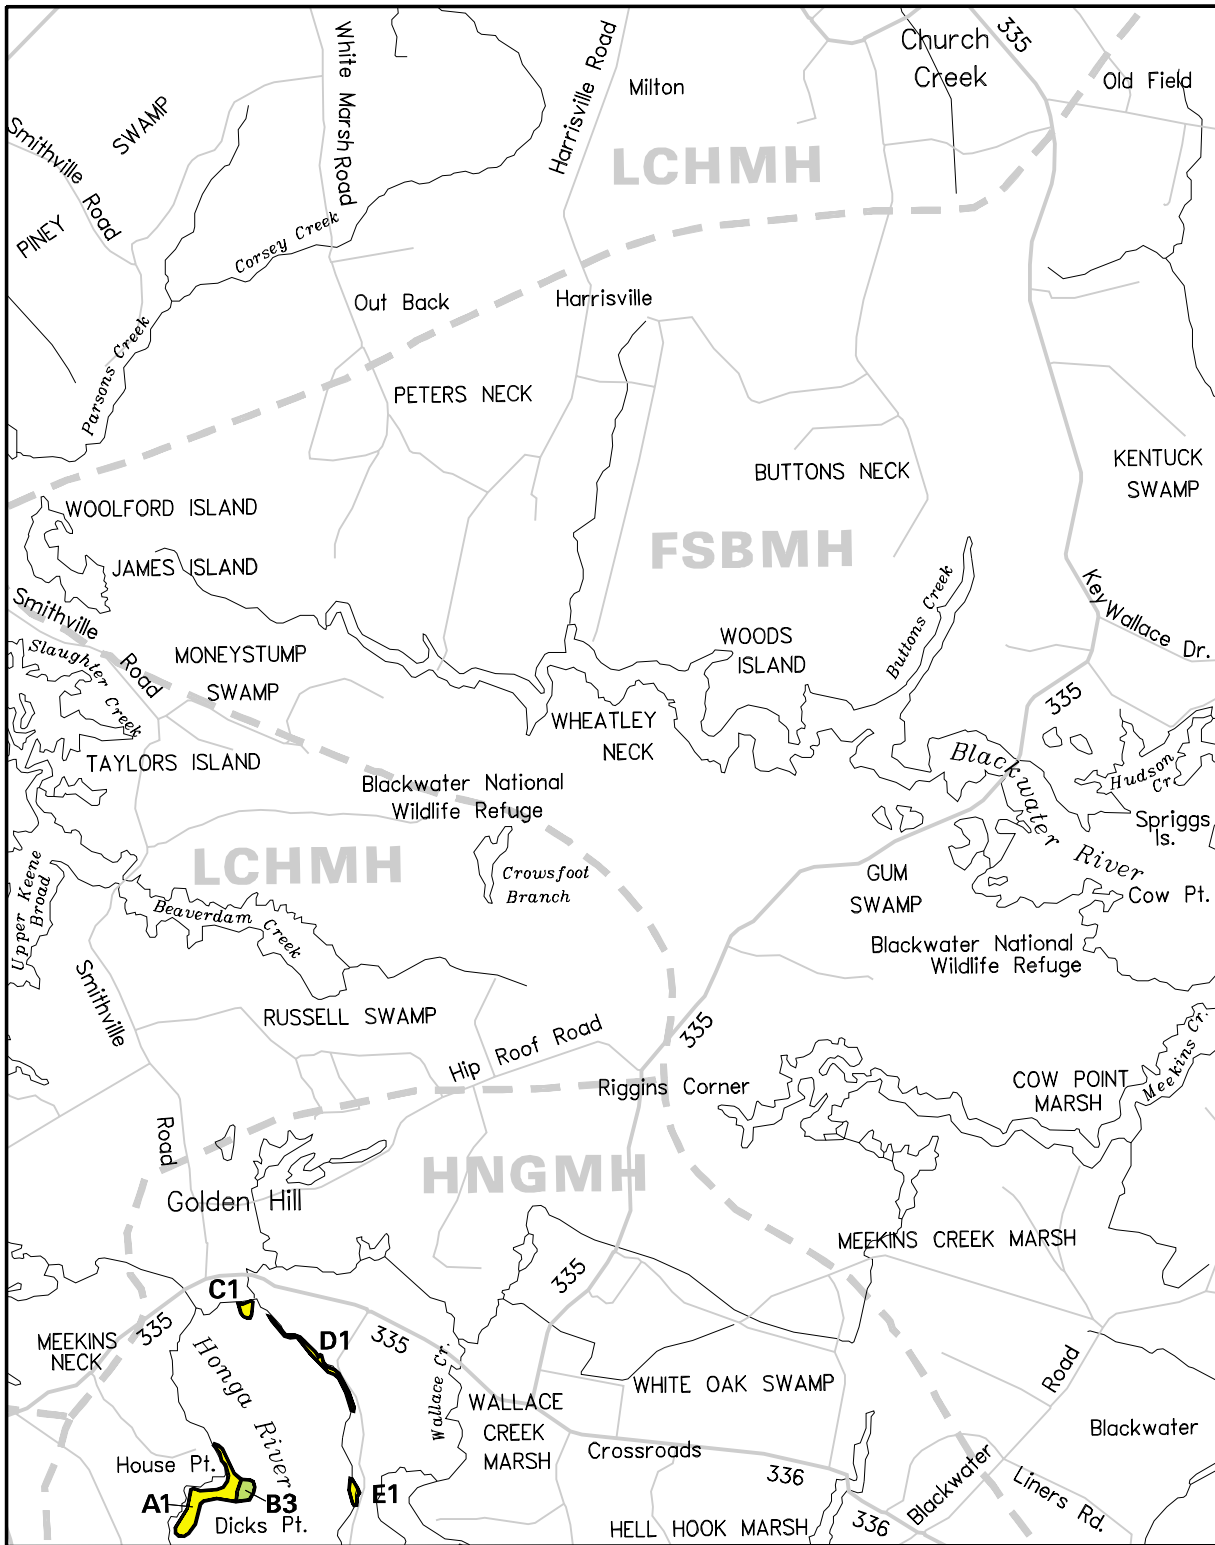 White Marsh Road
Harrisville Road
Church
Creek
335
Milton
Old Field
SWAMP
Smithville Road
PINEY
LCHMH
Corsey Creek
Out Back
Harrisville
Parsons Creek
PETERS NECK
BUTTONS NECK
KENTUCK
SWAMP
WOOLFORD ISLAND
FSBMH
JAMES ISLAND
Smithville
Road
Key Wallace Dr.
Buttons Creek
Slaughter Creek
MONEYSTUMP
SWAMP
WOODS
ISLAND
335
WHEATLEY
NECK
TAYLORS ISLAND
Blackwater River
Hudson
Cr.
Blackwater National
Wildlife Refuge
Spriggs
Is.
LCHMH
Crowsfoot
Branch
GUM
SWAMP
Cow Pt.
Upper Keene
Broad
Beaverdam Creek
Blackwater National
Wildlife Refuge
Smithville
Road
RUSSELL SWAMP
Hip Roof Road
335
Meekins Cr.
Riggins Corner
COW POINT
MARSH
HNGMH
Golden Hill
MEEKINS CREEK MARSH
C1
335
335
D1
335
MEEKINS
NECK
Honga River
Wallace Cr.
Road
WHITE OAK SWAMP
WALLACE
CREEK
MARSH
Blackwater
Crossroads
House Pt.
336
Blackwater
Liners Rd.
A1
B3
E1
Dicks Pt.
HELL HOOK MARSH
336